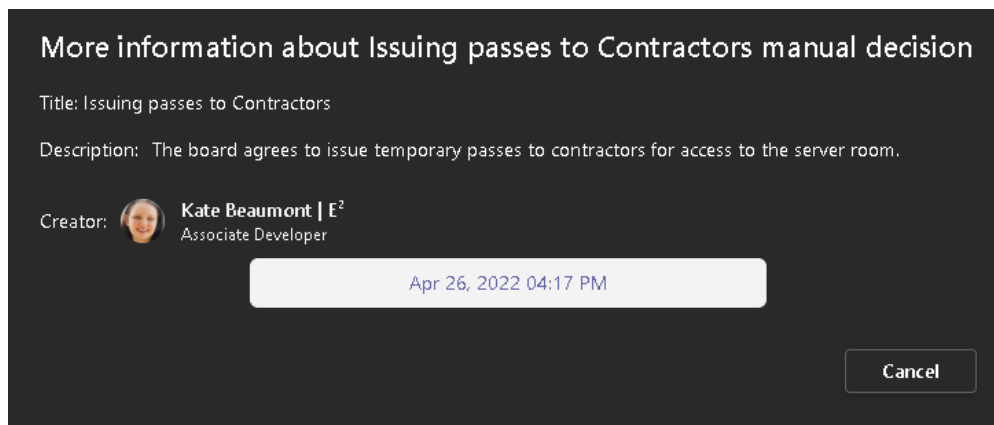 More information about Issuing passes to Contractors manual decision
Title: Issuing passes to Contractors
Description: The board agrees to issue temporary passes to contractors for access to the server room.
Creator:
Kate Beaumont | E²
Associate Developer
Apr 26, 2022 04:17 PM
Cancel